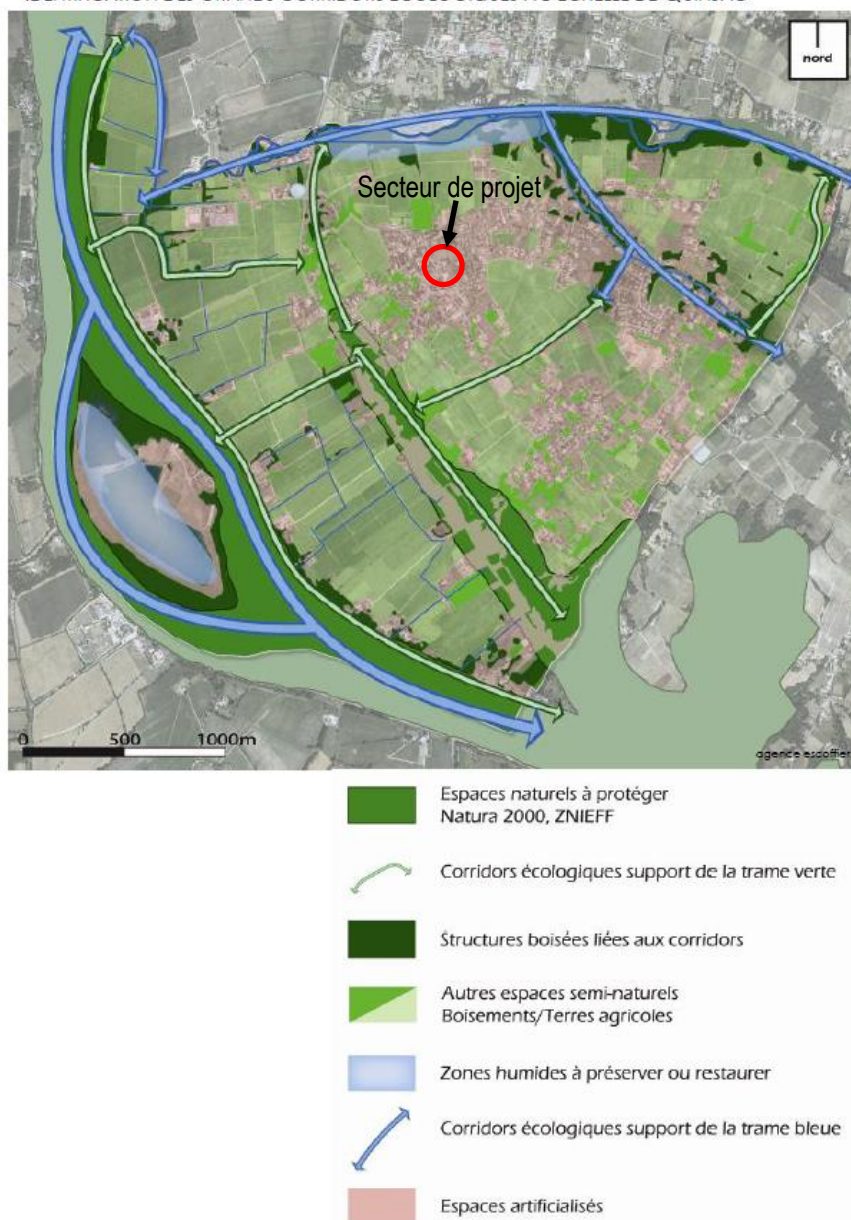 nord
Secteur de projet
0 500 1000m
agence escoffier
Espaces naturels à protéger
Natura 2000, ZNIEFF
Corridors écologiques support de la trame verte
Structures boisées liées aux corridors
Autres espaces semi-naturels
Boisements/Terres agricoles
Zones humides à préserver ou restaurer
Corridors écologiques support de la trame bleue
Espaces artificialisés